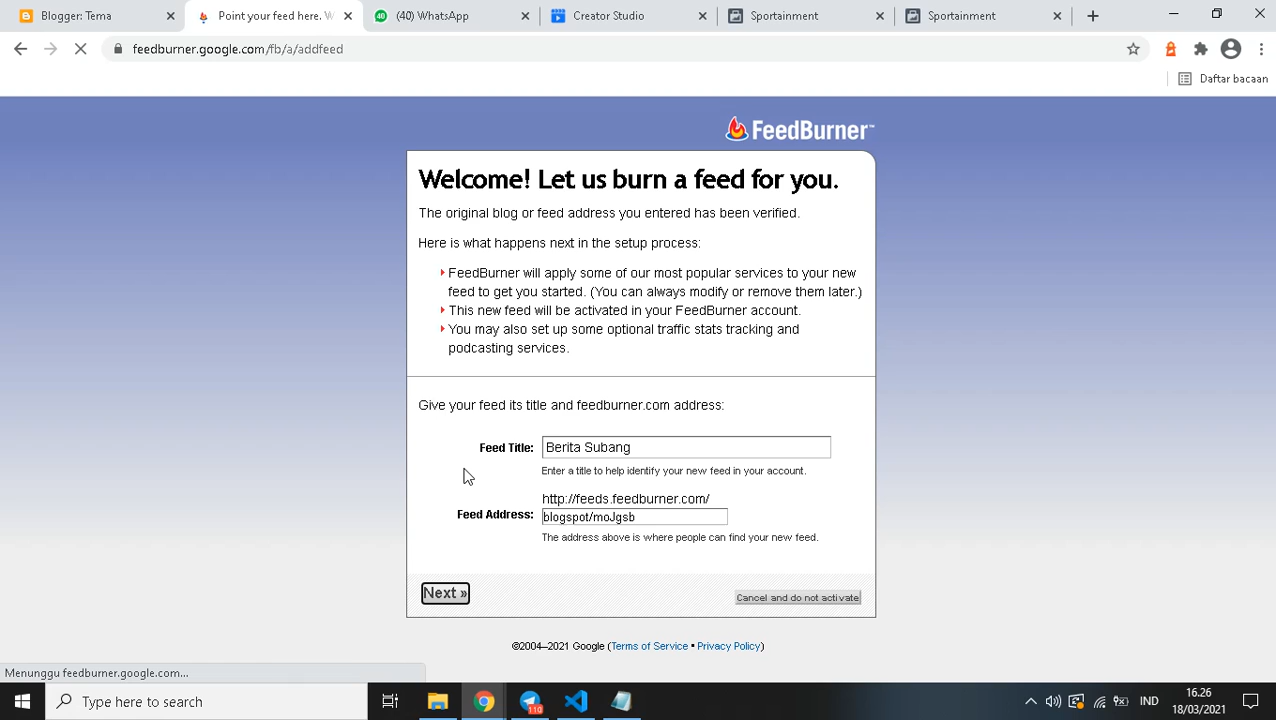 Blogger: Tema
Point your feed here. W
(40) WhatsApp
Creator Studio
Sportainment
Sportainment
feedburner.google.com/fb/a/addfeed
Daftar bacaan
FeedBurner™
Welcome! Let us burn a feed for you.
The original blog or feed address you entered has been verified.
Here is what happens next in the setup process:
FeedBurner will apply some of our most popular services to your new
feed to get you started. (You can always modify or remove them later.)
This new feed will be activated in your FeedBurner account.
You may also set up some optional traffic stats tracking and
podcasting services.
Give your feed its title and feedburner.com address:
Feed Title: Berita Subang
Enter a title to help identify your new feed in your account.
http://feeds.feedburner.com/
Feed Address: blogspot/moJgsb
The address above is where people can find your new feed.
Next »
Cancel and do not activate
©2004–2021 Google (Terms of Service • Privacy Policy)
Menunggu feedburner.google.com...
Type here to search
110
IND
16.26
18/03/2021